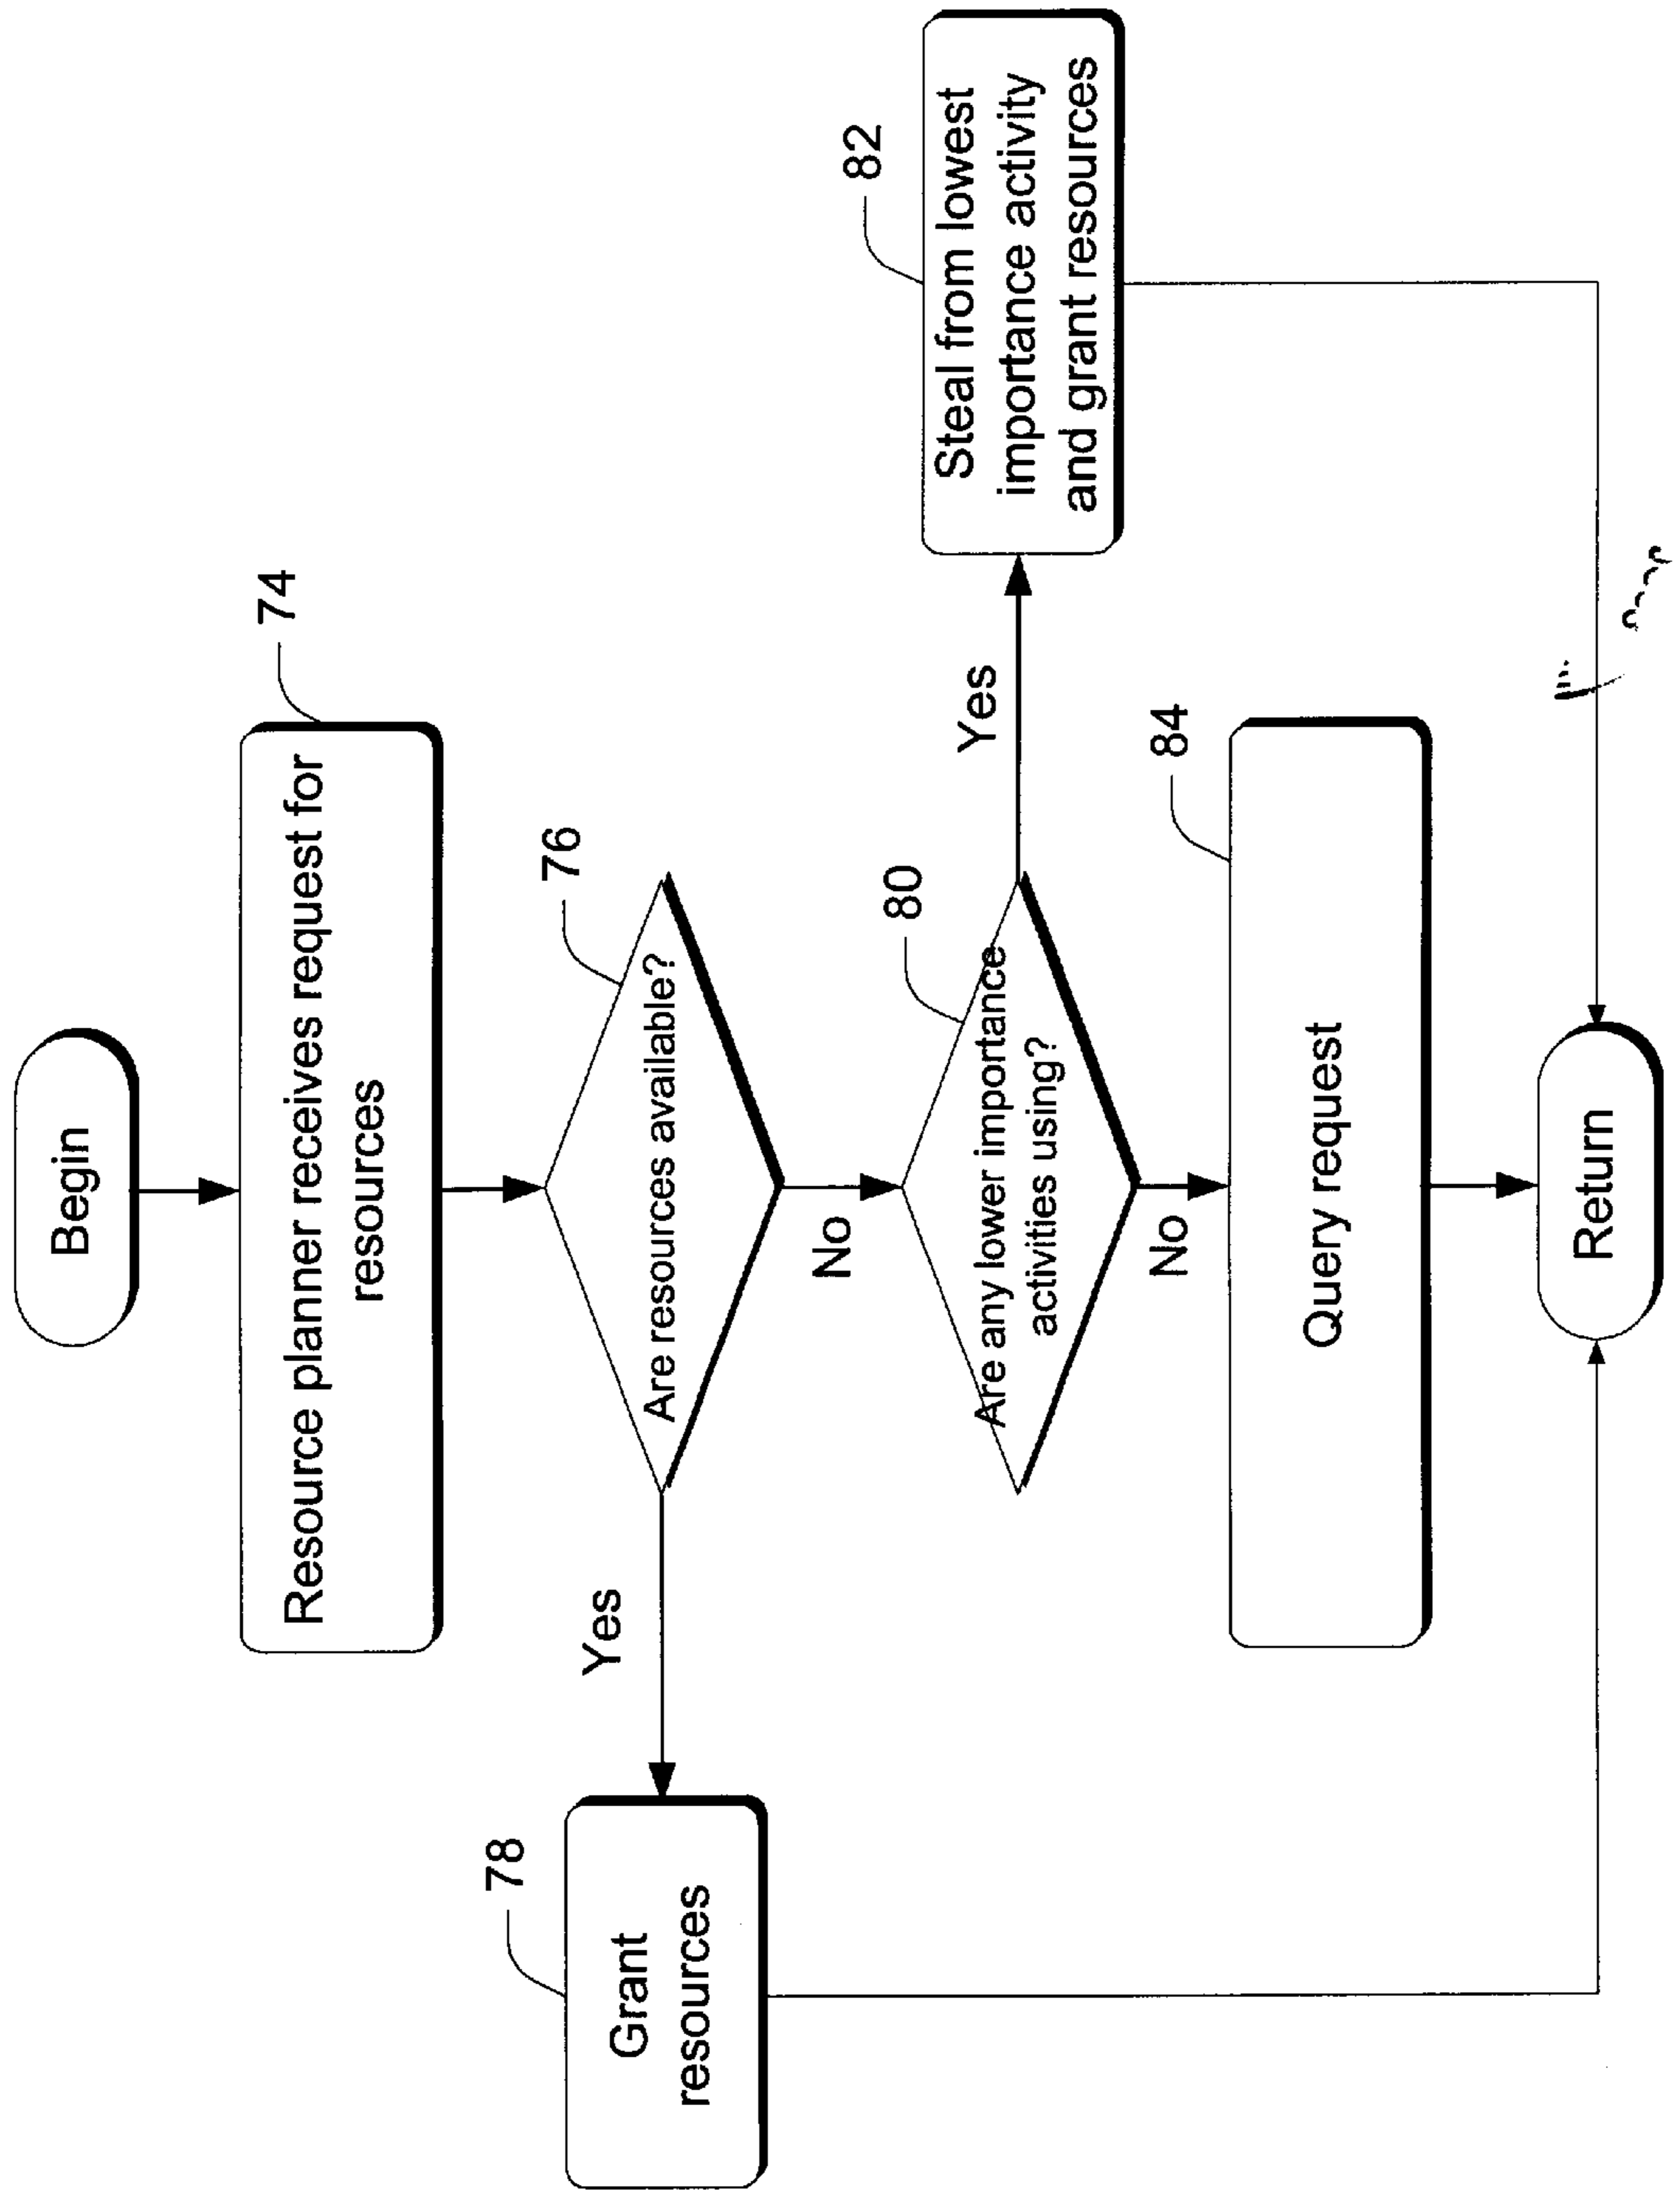 Begin
74
Resource planner receives request for
resources
76
Are resources available?
Yes
78
Grant
resources
No
80
Are any lower importance
activities using?
Yes
82
Steal from lowest
importance activity
and grant resources
No
84
Query request
Return